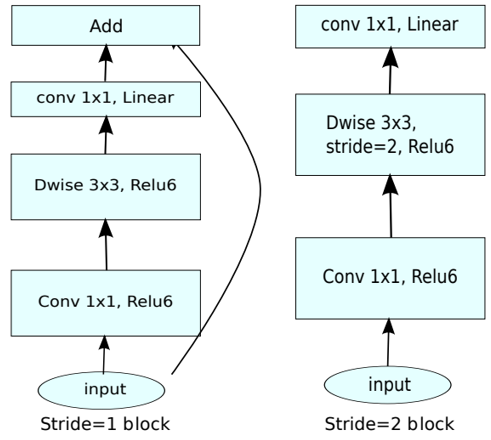 Add
conv 1x1, Linear
Dwise 3x3, Relu6
Conv 1x1, Relu6
input
Stride=1 block
conv 1x1, Linear
Dwise 3x3,
stride=2, Relu6
Conv 1x1, Relu6
input
Stride=2 block